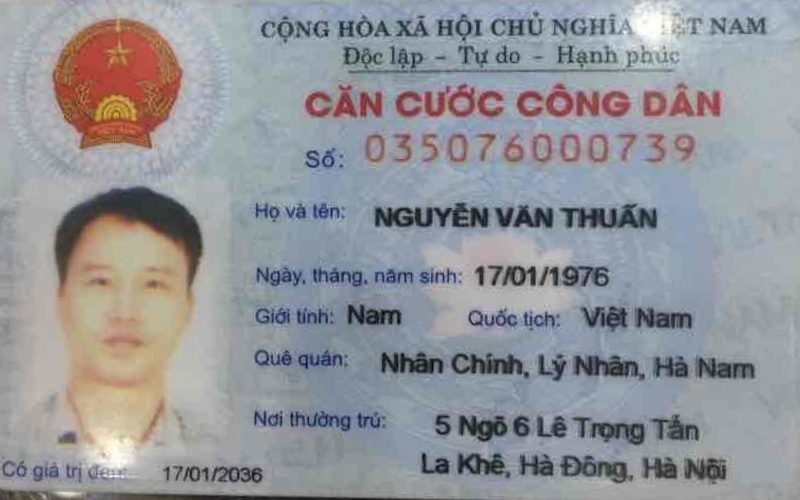 CỘNG HÒA XÃ HỘI CHỦ NGHĨA VIỆT NAM
Độc lập - Tự do - Hạnh phúc
CĂN CƯỚC CÔNG DÂN
Số: 035076000739
Họ và tên: NGUYỄN VĂN THUẤN
Ngày, tháng, năm sinh: 17/01/1976
Giới tính: Nam Quốc tịch: Việt Nam
Quê quán: Nhân Chính, Lý Nhân, Hà Nam
Nơi thường trú: 5 Ngõ 6 Lê Trọng Tấn
La Khê, Hà Đông, Hà Nội
Có giá trị đến: 17/01/2036